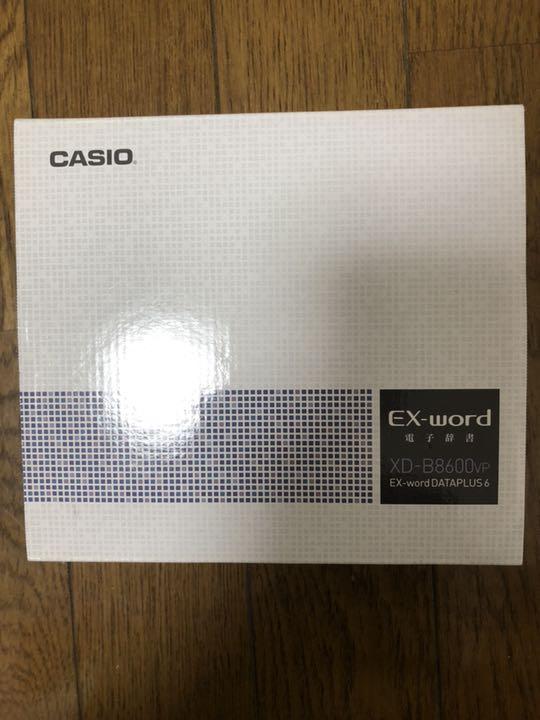 CASIO
EX-word
電子辞書
XD-B8600VP
EX-word DATAPLUS 6